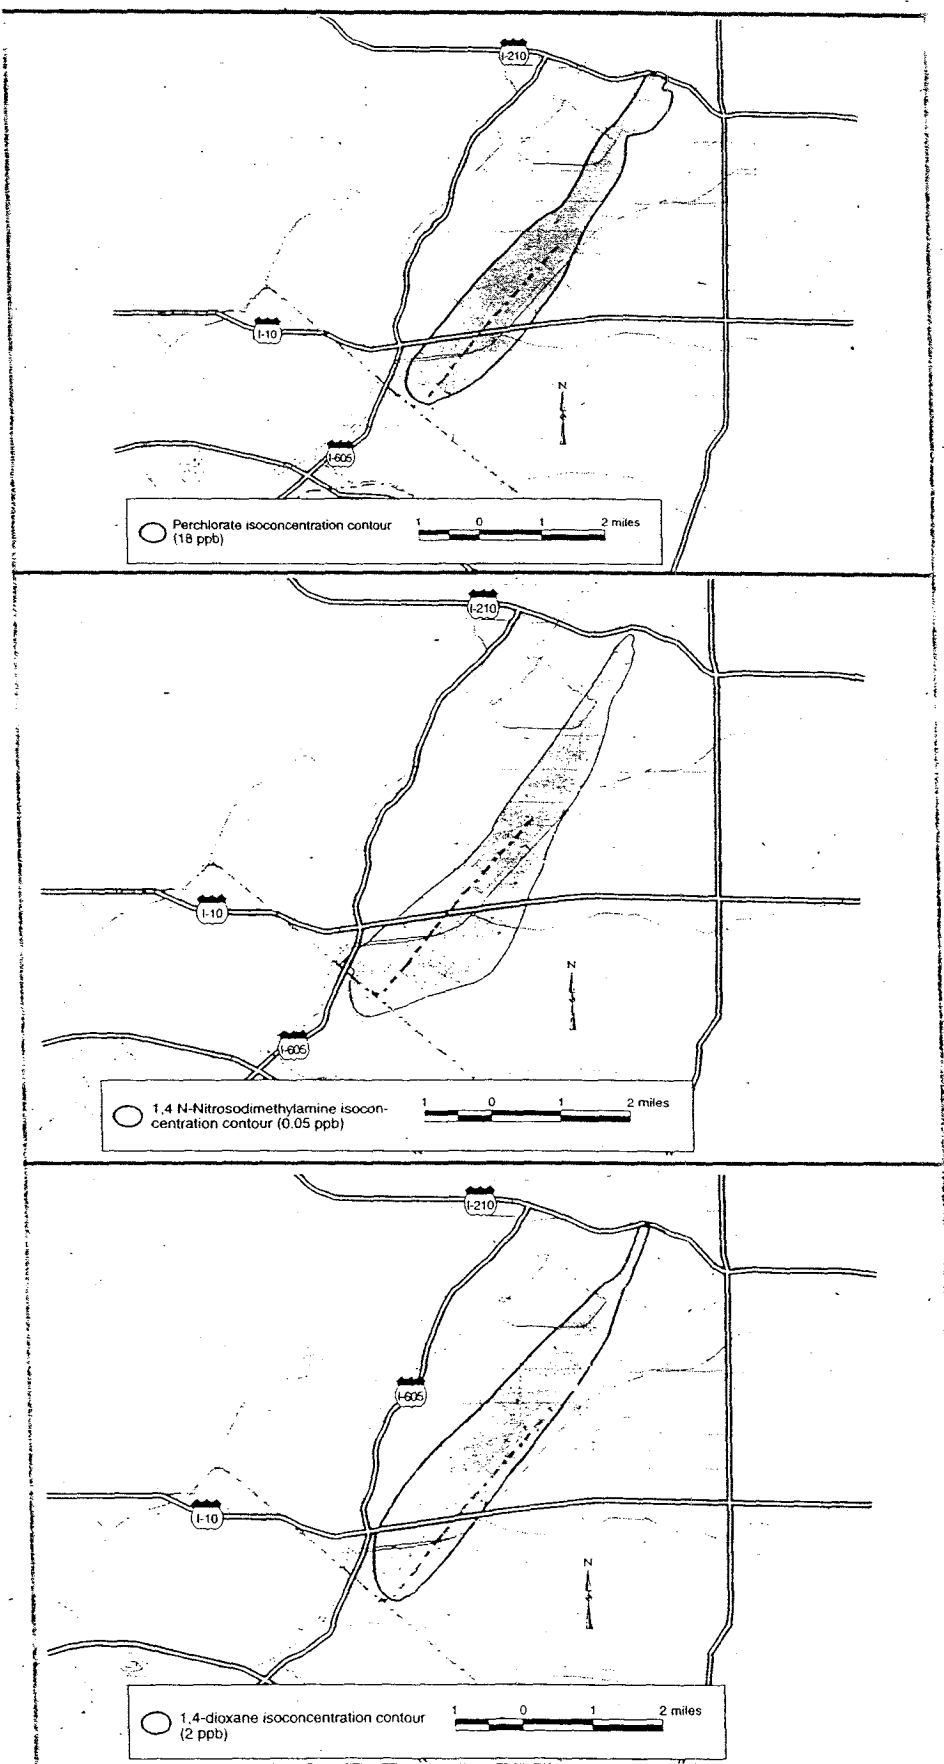 I-210
I-10
N
I-605
Perchlorate isoconcentration contour
(18 ppb)
1 0 1 2 miles
I-210
I-10
N
I-605
1,4 N-Nitrosodimethylamine isocon-
centration contour (0.05 ppb)
1 0 1 2 miles
I-210
I-605
I-10
N
1,4-dioxane isoconcentration contour
(2 ppb)
1 0 1 2 miles